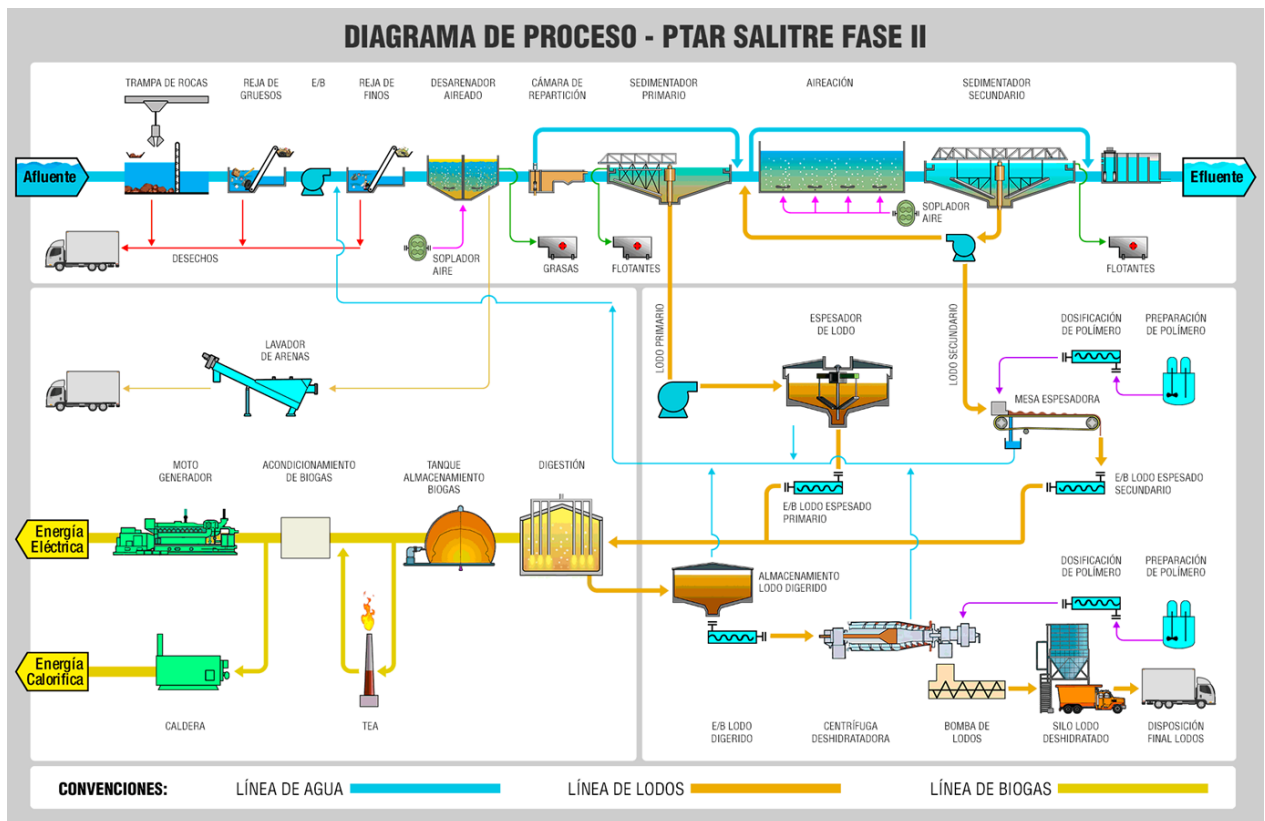 DIAGRAMA DE PROCESO - PTAR SALITRE FASE II
TRAMPA DE ROCAS
REJA DE
GRUESOS
E/B
REJA DE
FINOS
DESARENADOR
AIREADO
CÁMARA DE
REPARTICIÓN
SEDIMENTADOR
PRIMARIO
AIREACIÓN
SEDIMENTADOR
SECUNDARIO
Afluente
Efluente
DESECHOS
SOPLADOR
AIRE
GRASAS
FLOTANTES
SOPLADOR
AIRE
FLOTANTES
LAVADOR
DE ARENAS
LODO PRIMARIO
ESPESADOR
DE LODO
LODO SECUNDARIO
DOSIFICACIÓN
DE POLÍMERO
PREPARACIÓN
DE POLÍMERO
MESA ESPESADORA
MOTO
GENERADOR
ACONDICIONAMIENTO
DE BIOGAS
TANQUE
ALMACENAMIENTO
BIOGAS
DIGESTIÓN
E/B LODO ESPESADO
PRIMARIO
E/B LODO ESPESADO
SECUNDARIO
Energía
Eléctrica
ALMACENAMIENTO
LODO DIGERIDO
DOSIFICACIÓN
DE POLÍMERO
PREPARACIÓN
DE POLÍMERO
Energía
Calorifica
CALDERA
TEA
E/B LODO
DIGERIDO
CENTRÍFUGA
DESHIDRATADORA
BOMBA DE
LODOS
SILO LODO
DESHIDRATADO
DISPOSICIÓN
FINAL LODOS
CONVENCIONES:
LÍNEA DE AGUA
LÍNEA DE LODOS
LÍNEA DE BIOGAS